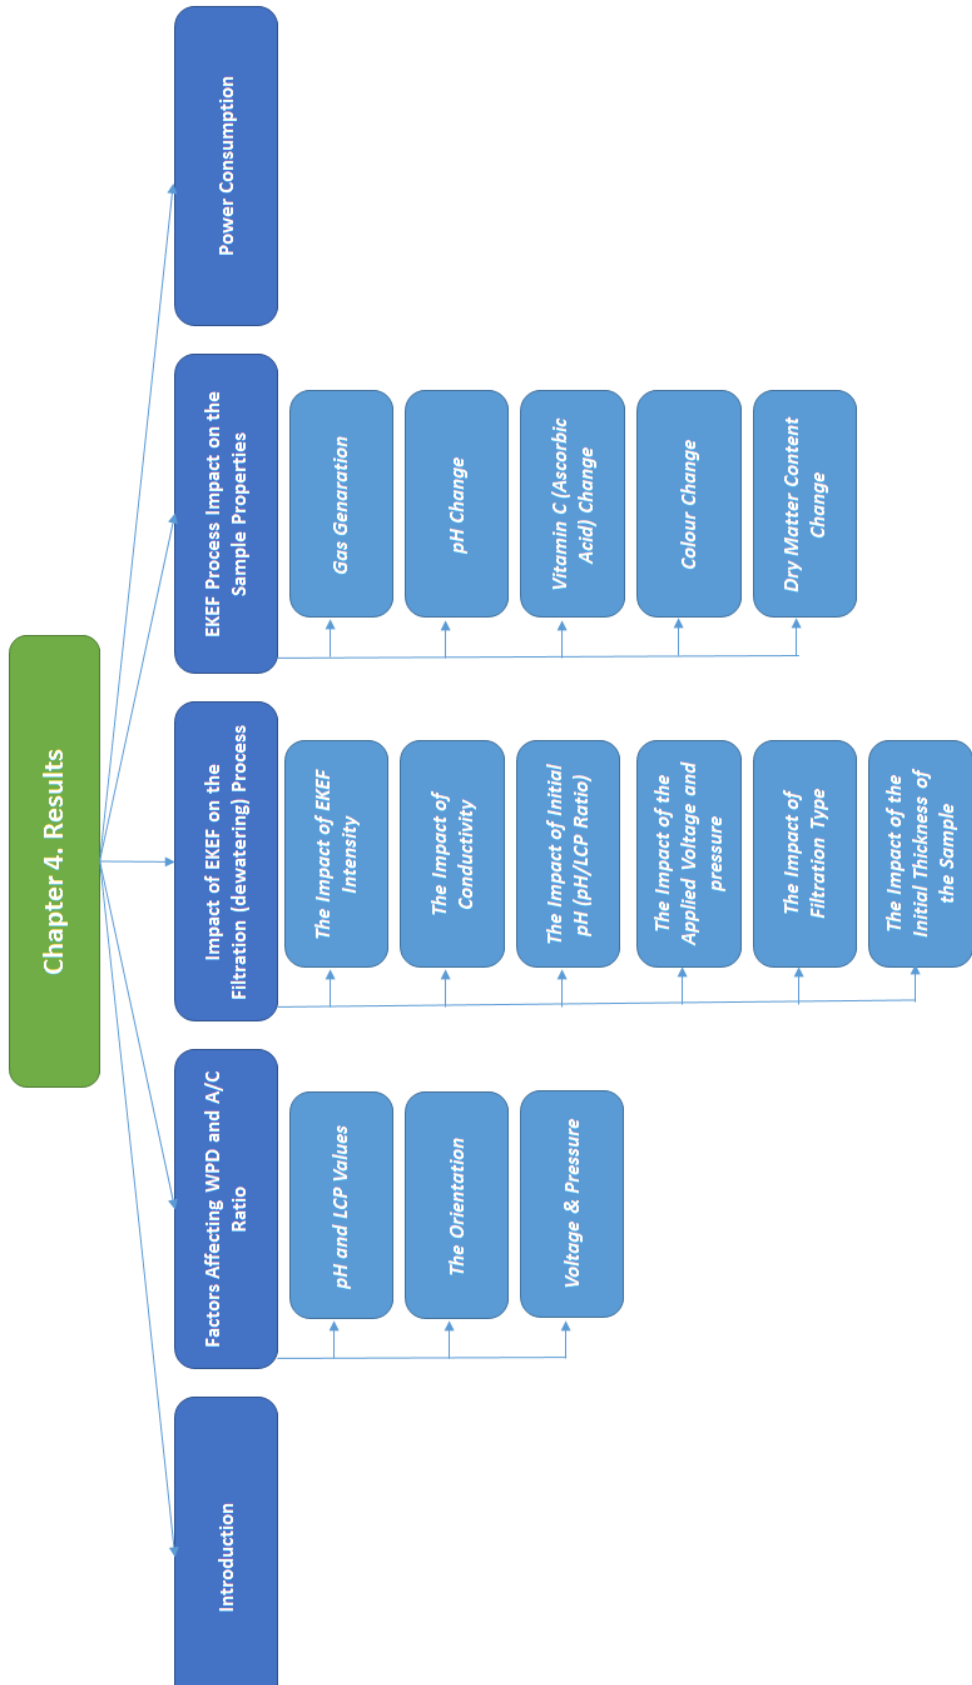 Chapter 4. Results
Introduction
Factors Affecting WPD and A/C
Ratio
pH and LCP Values
The Orientation
Voltage & Pressure
Impact of EKEF on the
Filtration (dewatering) Process
The Impact of EKEF
Intensity
The Impact of
Conductivity
The Impact of Initial
pH (pH/LCP Ratio)
The Impact of the
Applied Voltage and
pressure
The Impact of
Filtration Type
The Impact of the
Initial Thickness of
the Sample
EKEF Process Impact on the
Sample Properties
Gas Genaration
pH Change
Vitamin C (Ascorbic
Acid) Change
Colour Change
Dry Matter Content
Change
Power Consumption